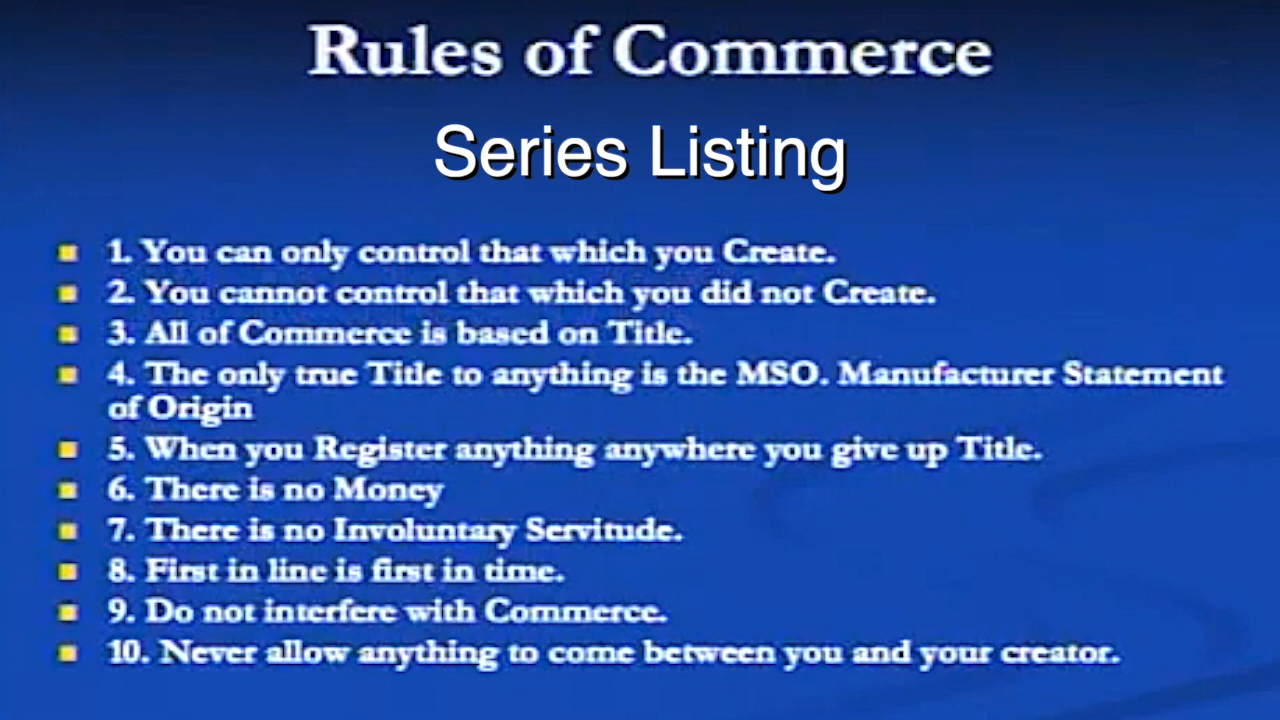 Rules of Commerce
Series Listing
1. You can only control that which you Create.
2. You cannot control that which you did not Create.
3. All of Commerce is based on Title.
4. The only true Title to anything is the MSO. Manufacturer Statement
of Origin
5. When you Register anything anywhere you give up Title.
6. There is no Money
7. There is no Involuntary Servitude.
8. First in line is first in time.
9. Do not interfere with Commerce.
10. Never allow anything to come between you and your creator.